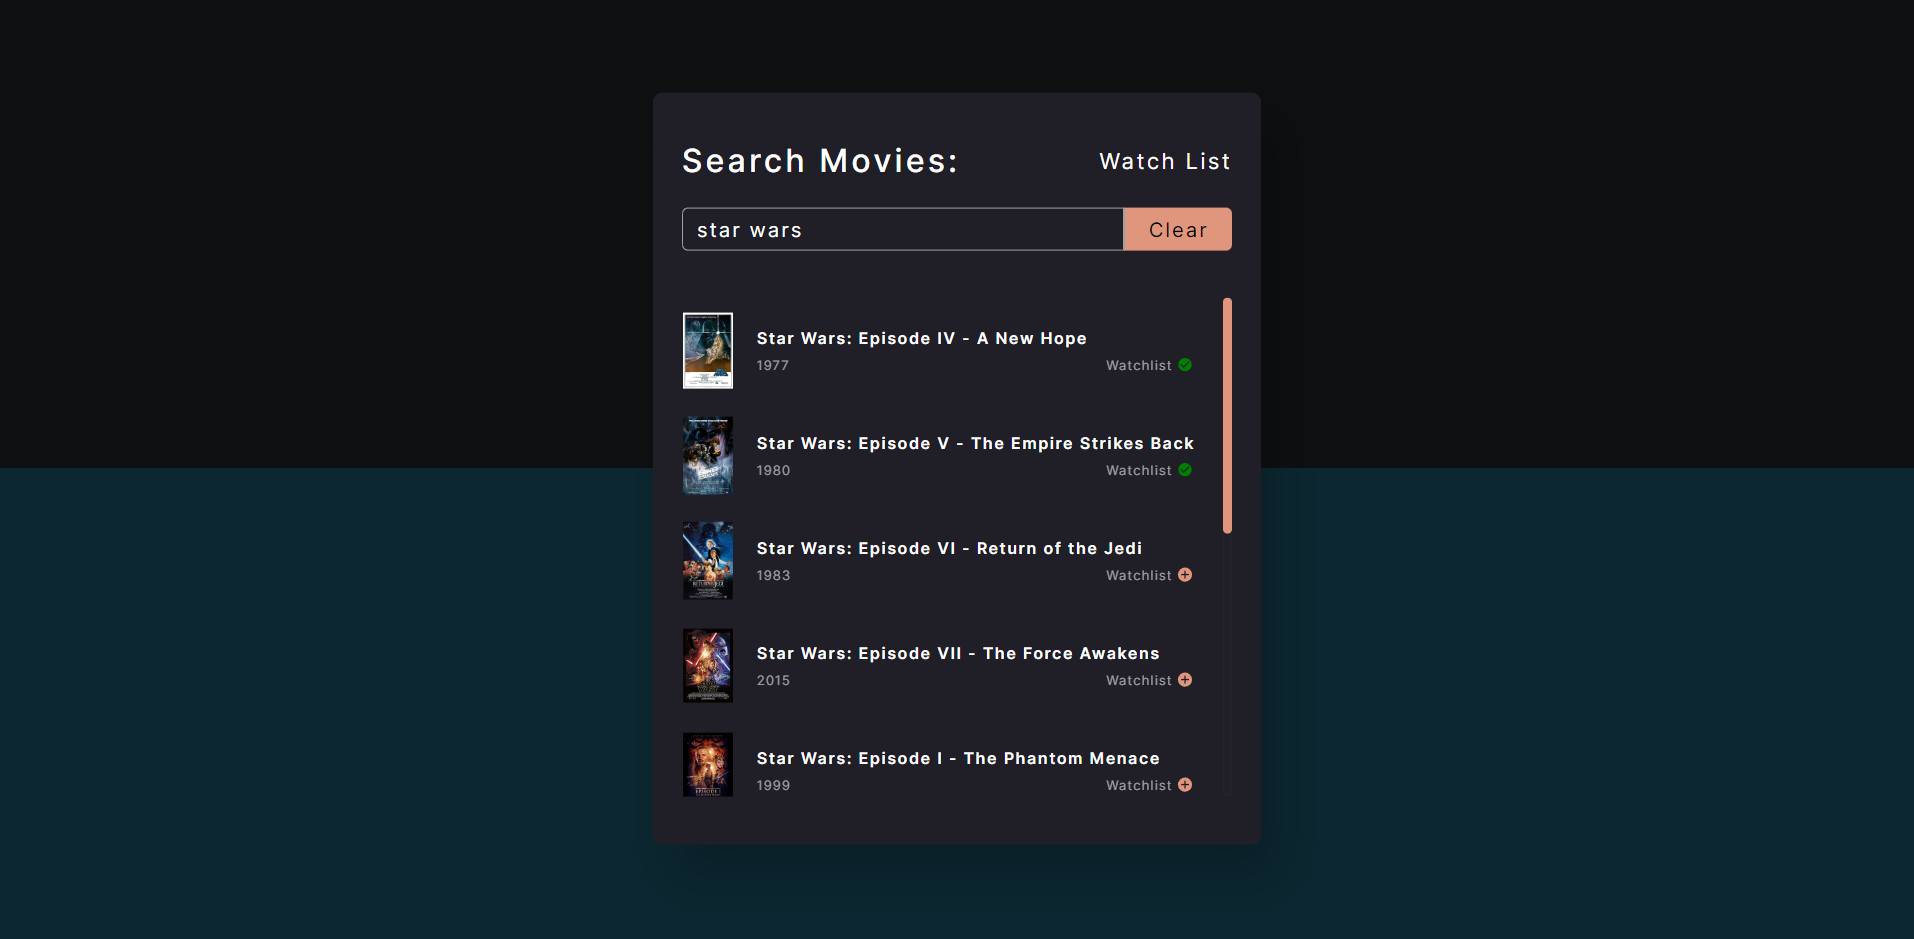 Search Movies:
Watch List
star wars
Clear
Star Wars: Episode IV - A New Hope
1977
Watchlist
Star Wars: Episode V - The Empire Strikes Back
1980
Watchlist
Star Wars: Episode VI - Return of the Jedi
1983
Watchlist
Star Wars: Episode VII - The Force Awakens
2015
Watchlist
Star Wars: Episode I - The Phantom Menace
1999
Watchlist